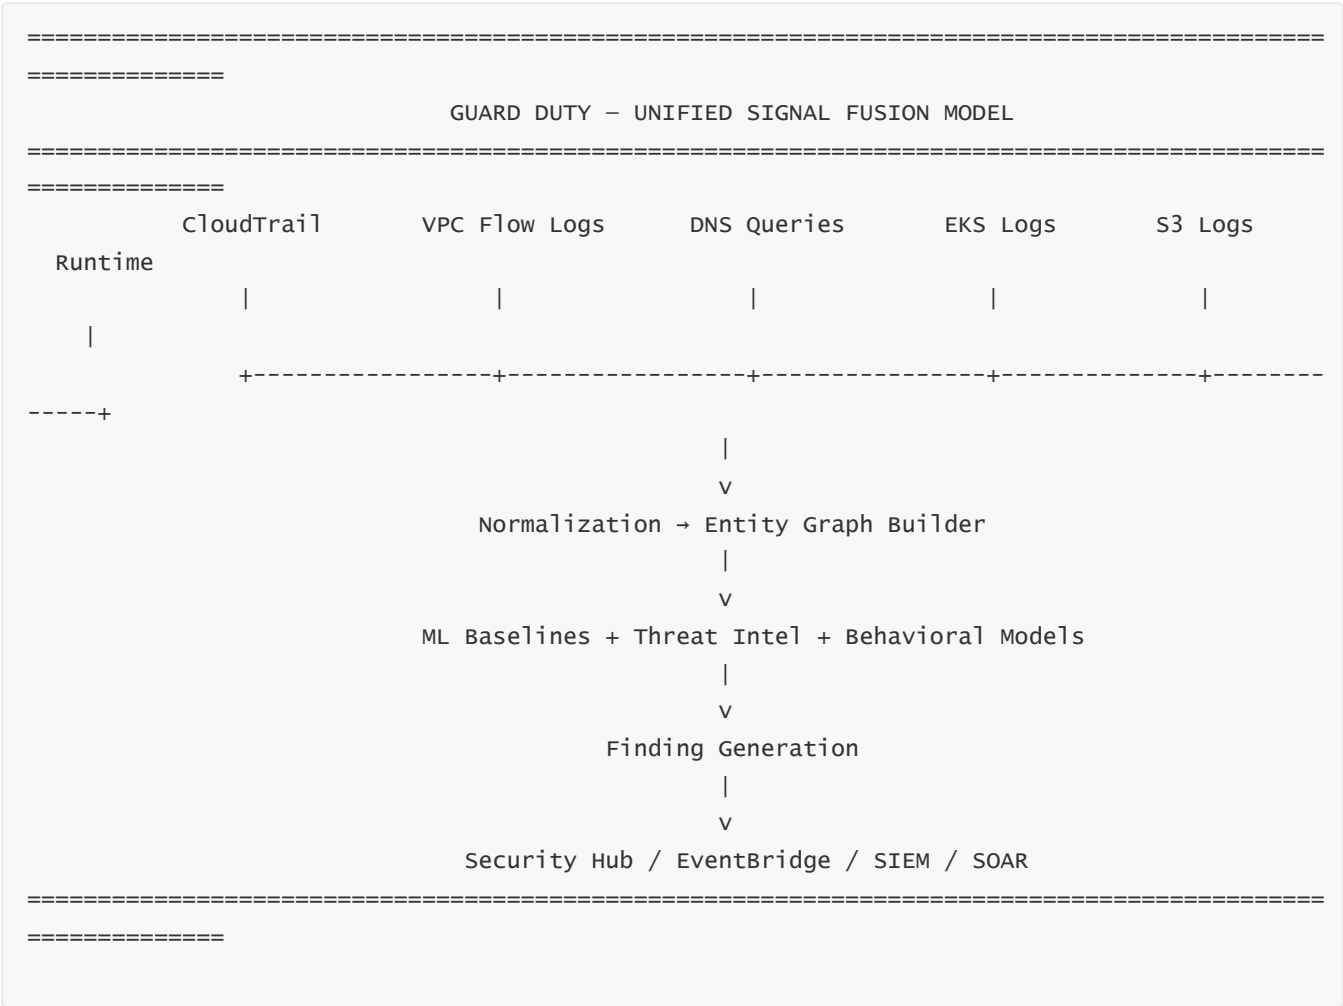 ============================================================================================
==============
GUARD DUTY — UNIFIED SIGNAL FUSION MODEL
============================================================================================
==============
CloudTrail       VPC Flow Logs      DNS Queries       EKS Logs       S3 Logs
Runtime
|                 |                 |                |              |
|
+-----------------+-----------------+----------------+--------------+--------
-----+
|
v
Normalization → Entity Graph Builder
|
v
ML Baselines + Threat Intel + Behavioral Models
|
v
Finding Generation
|
v
Security Hub / EventBridge / SIEM / SOAR
============================================================================================
==============